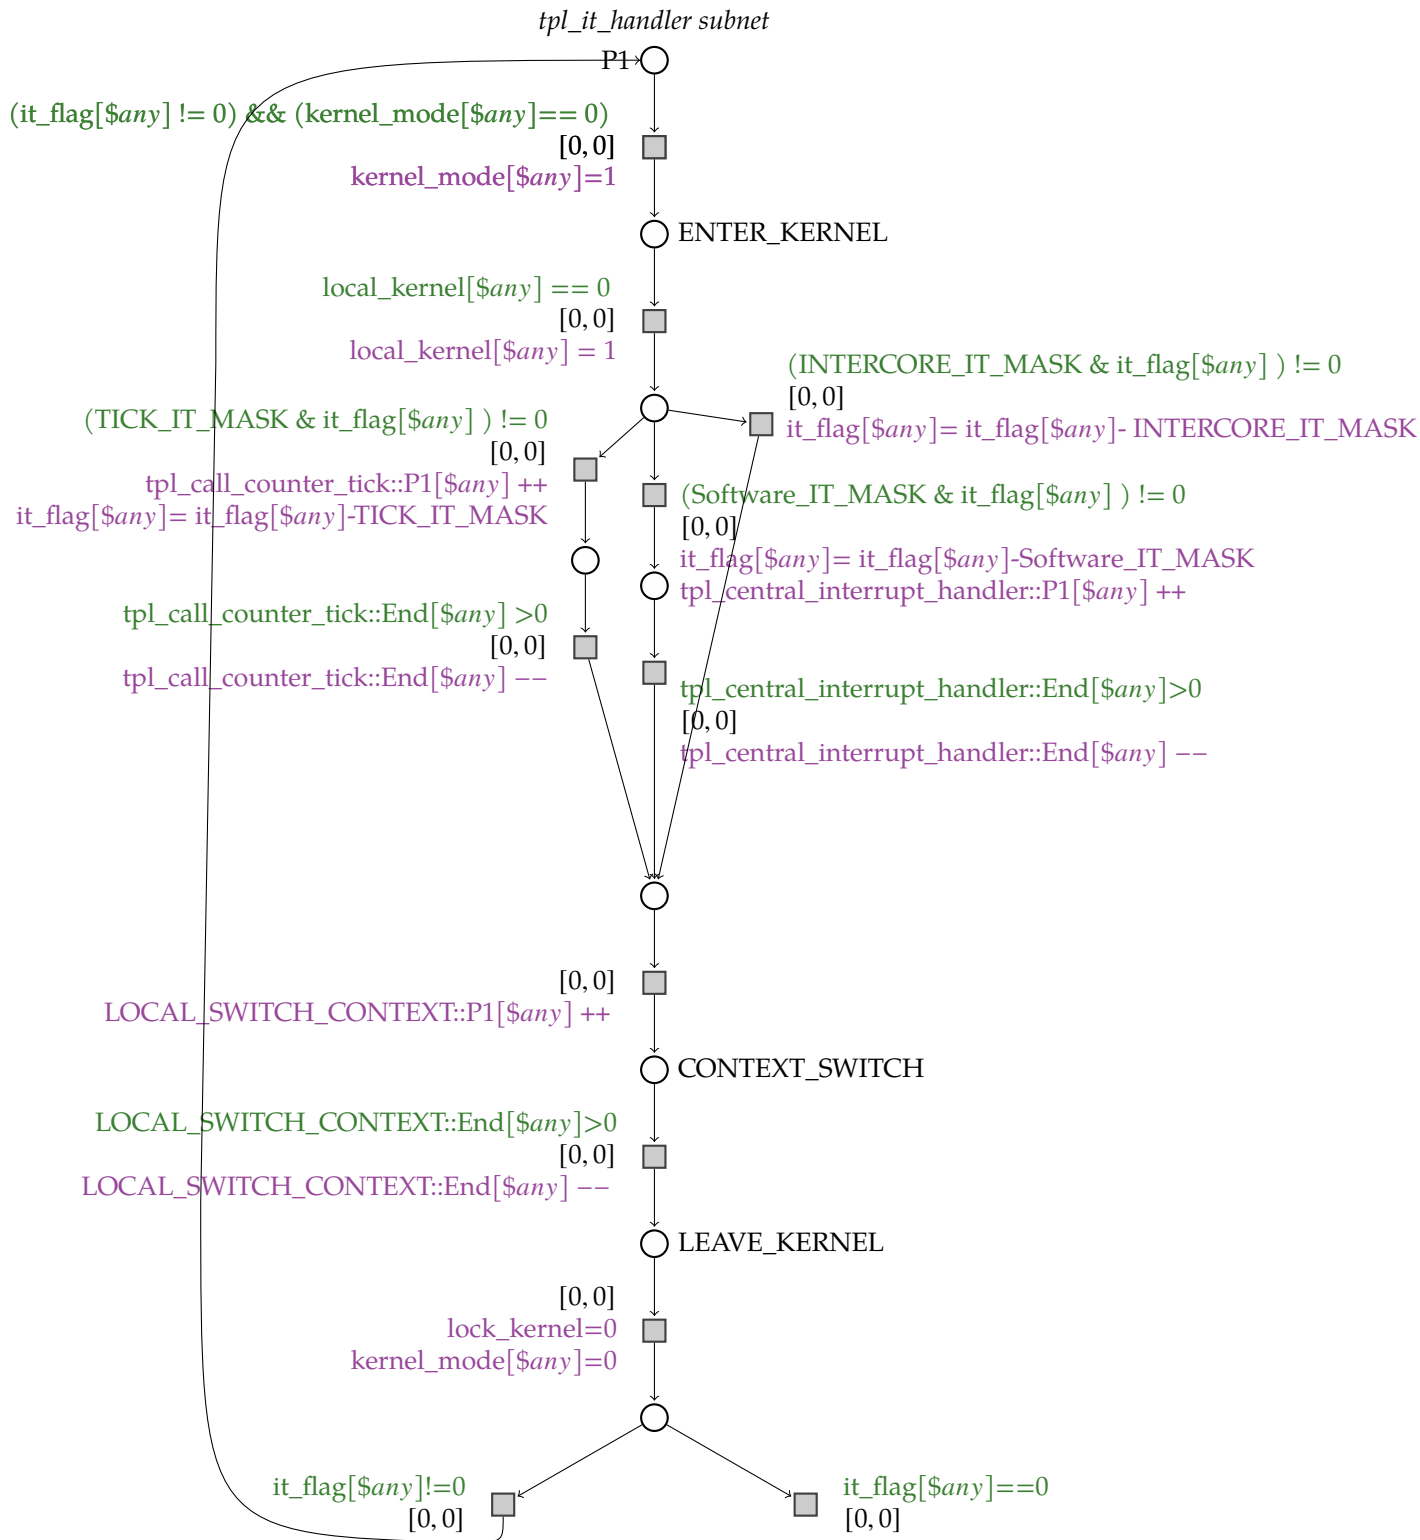 tpl_it_handler subnet
P1
(it_flag[$any] != 0) && (kernel_mode[$any]== 0)
[0, 0]
kernel_mode[$any]=1
ENTER_KERNEL
local_kernel[$any] == 0
[0, 0]
local_kernel[$any] = 1
(INTERCORE_IT_MASK & it_flag[$any] ) != 0
[0, 0]
it_flag[$any]= it_flag[$any]- INTERCORE_IT_MASK
(TICK_IT_MASK & it_flag[$any] ) != 0
[0, 0]
tpl_call_counter_tick::P1[$any] ++
it_flag[$any]= it_flag[$any]-TICK_IT_MASK
(Software_IT_MASK & it_flag[$any] ) != 0
[0, 0]
it_flag[$any]= it_flag[$any]-Software_IT_MASK
tpl_central_interrupt_handler::P1[$any] ++
tpl_call_counter_tick::End[$any] >0
[0, 0]
tpl_call_counter_tick::End[$any] −−
tpl_central_interrupt_handler::End[$any]>0
[0, 0]
tpl_central_interrupt_handler::End[$any] −−
[0, 0]
LOCAL_SWITCH_CONTEXT::P1[$any] ++
CONTEXT_SWITCH
LOCAL_SWITCH_CONTEXT::End[$any]>0
[0, 0]
LOCAL_SWITCH_CONTEXT::End[$any] −−
LEAVE_KERNEL
[0, 0]
lock_kernel=0
kernel_mode[$any]=0
it_flag[$any]!=0
[0, 0]
it_flag[$any]==0
[0, 0]